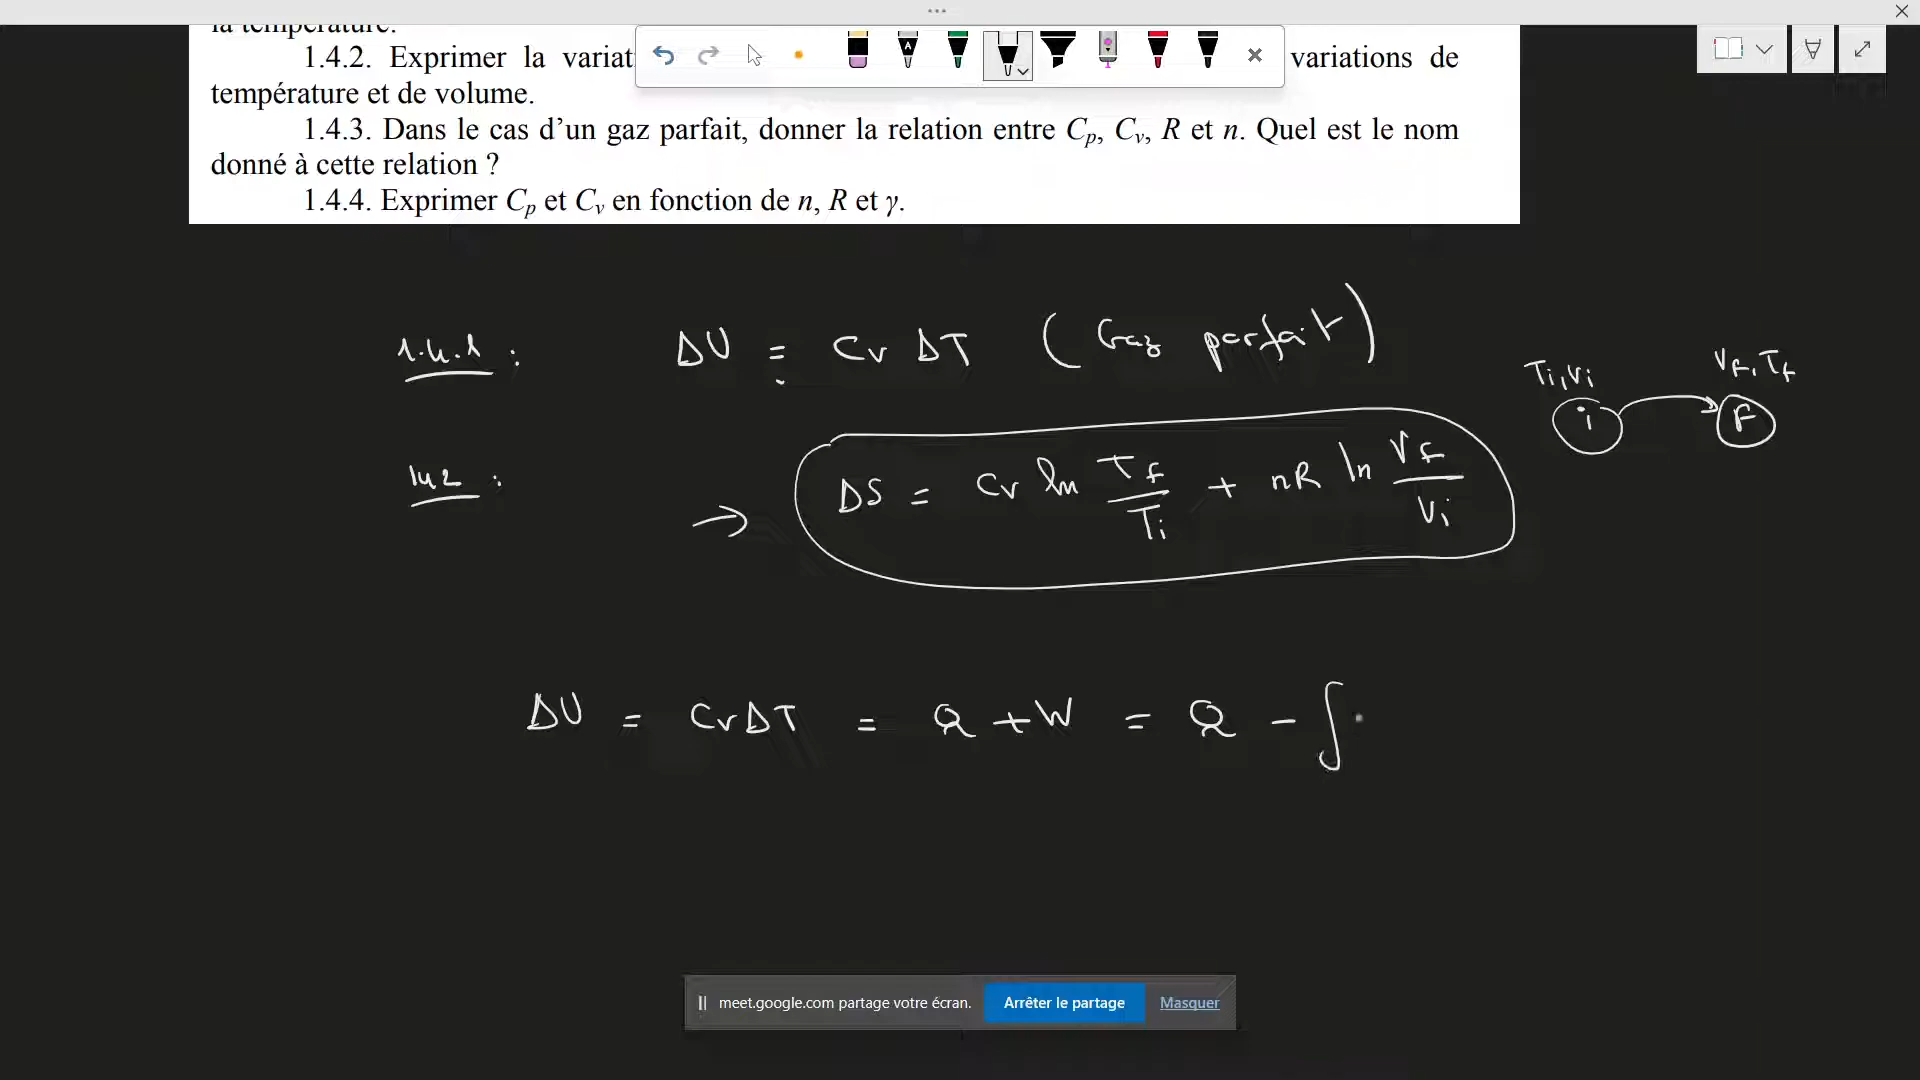 la température.
1.4.2. Exprimer la variat variations de
température et de volume.
1.4.3. Dans le cas d’un gaz parfait, donner la relation entre Cp, Cv, R et n. Quel est le nom
donné à cette relation ?
1.4.4. Exprimer Cp et Cv en fonction de n, R et γ.
1.4.1 : ΔU = Cv ΔT (Gaz parfait)
Ti,Vi Vf,Tf
i F
142 : → ΔS = Cv ln Tf/Ti + nR ln Vf/Vi
ΔU = CvΔT = Q + W = Q - ∫
meet.google.com partage votre écran. Arrêter le partage Masquer